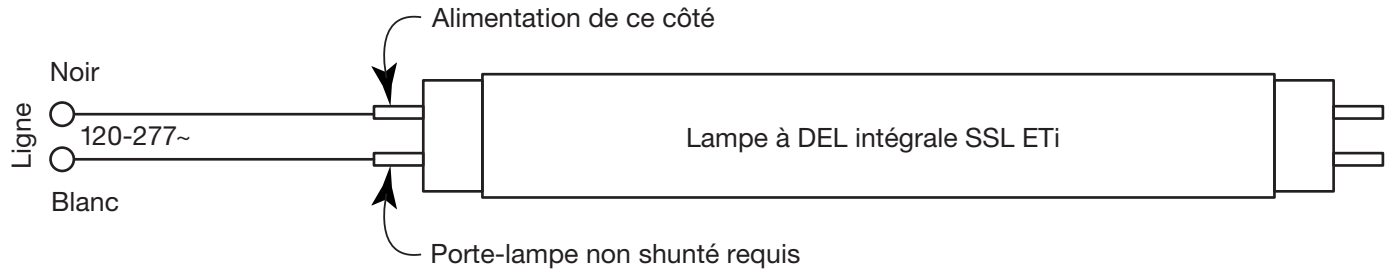 Alimentation de ce côté
Noir
Ligne
120-277~
Lampe à DEL intégrale SSL ETi
Blanc
Porte-lampe non shunté requis